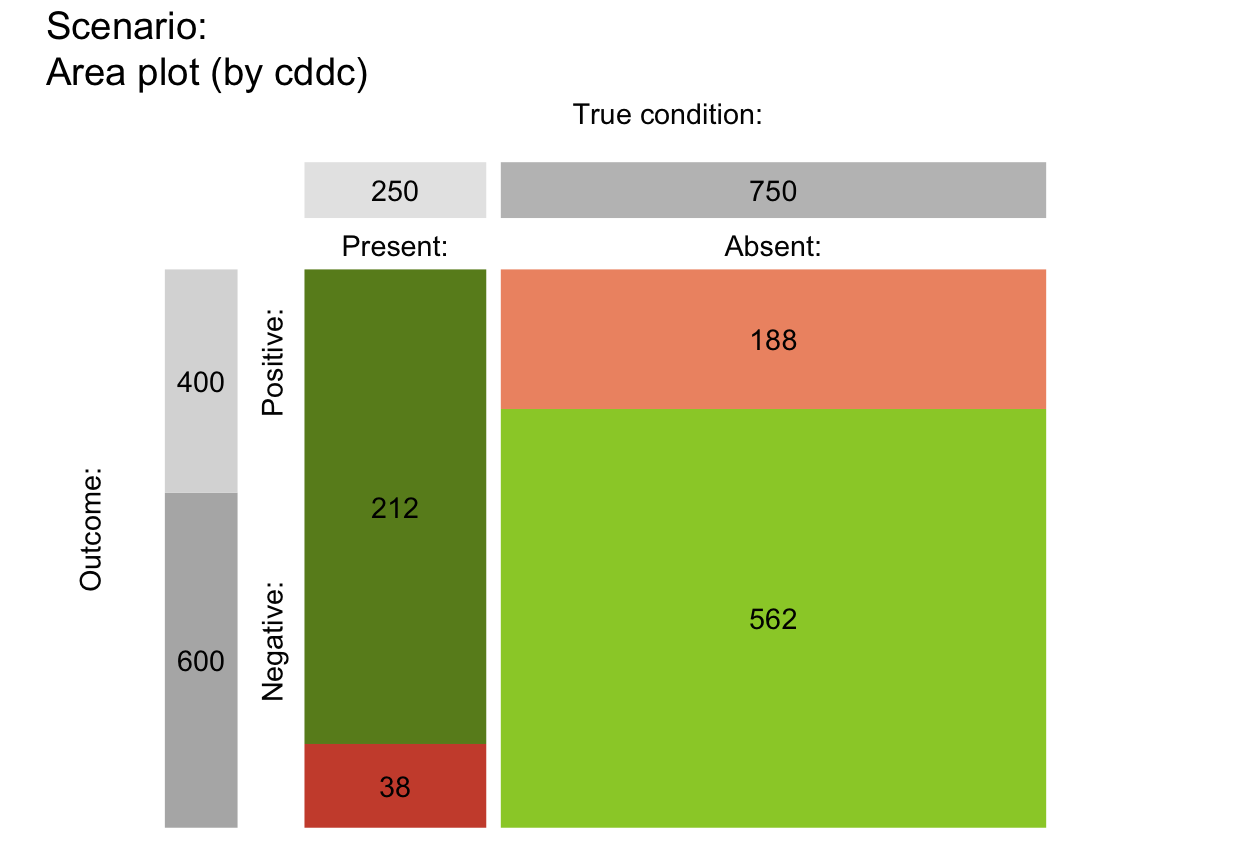 Scenario:
Area plot (by cddc)
True condition:
250
750
Present:
Absent:
Outcome:
400
600
Positive:
Negative:
212
38
188
562